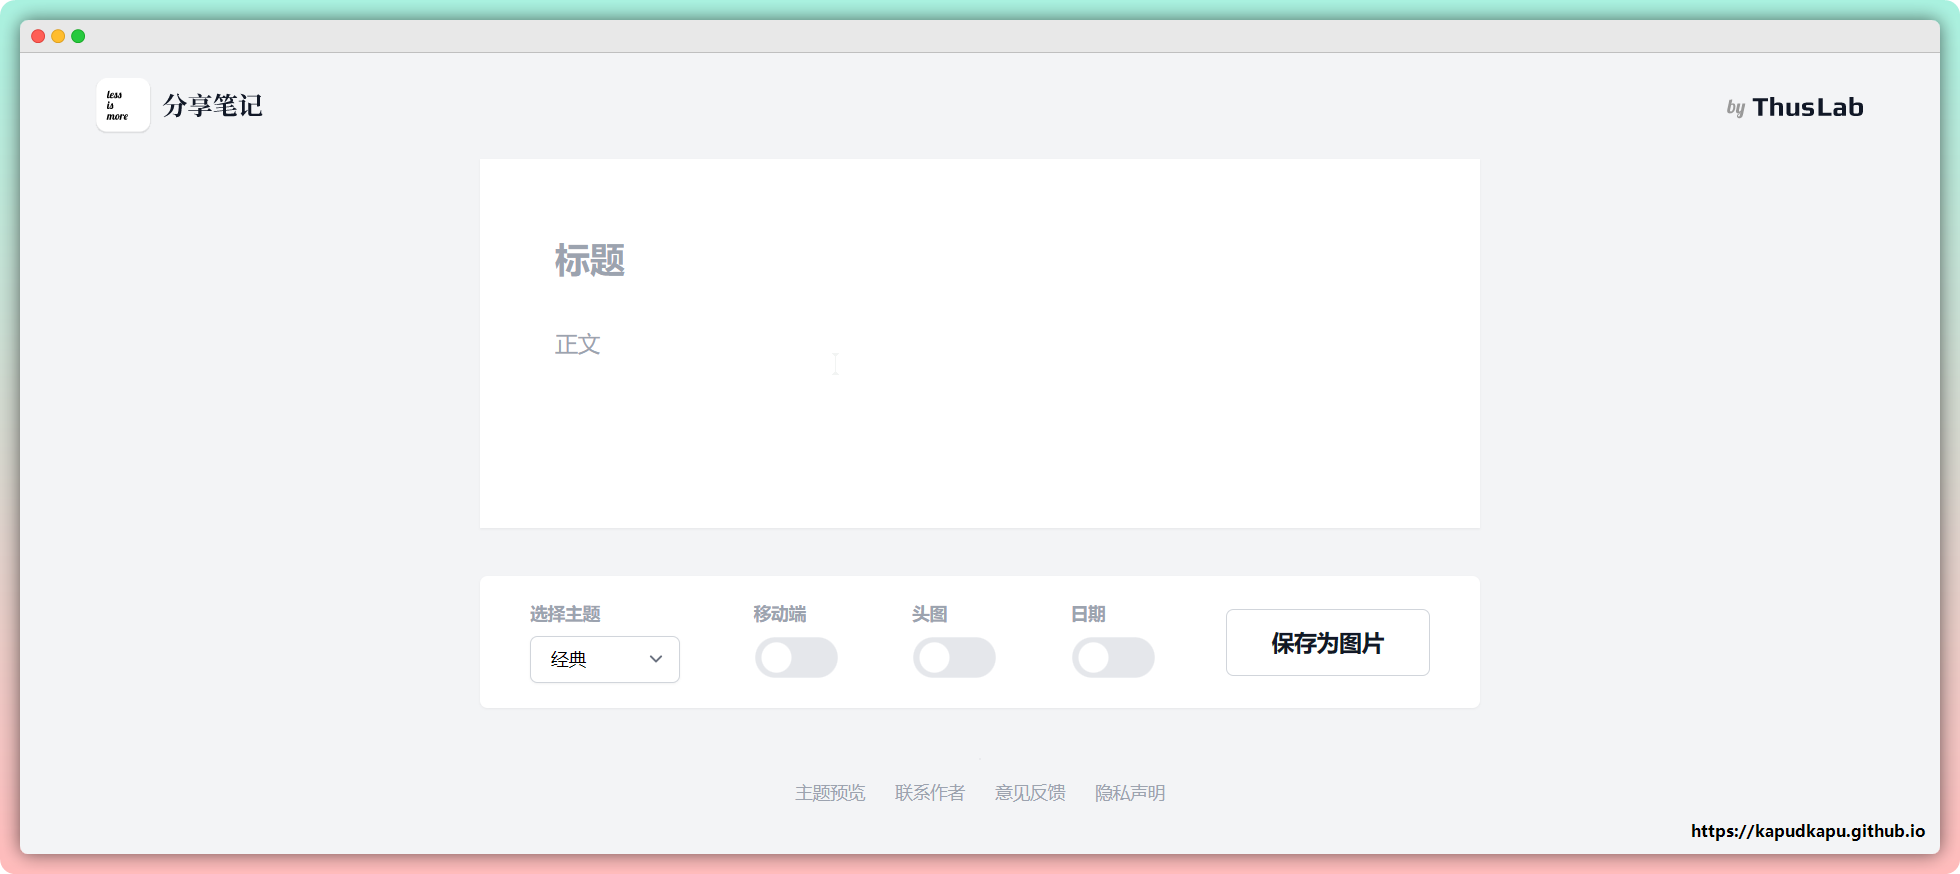 less
is
more
分享笔记
by ThusLab
标题
正文
选择主题
移动端
头图
日期
经典
保存为图片
主题预览 联系作者 意见反馈 隐私声明
https://kapudkapu.github.io